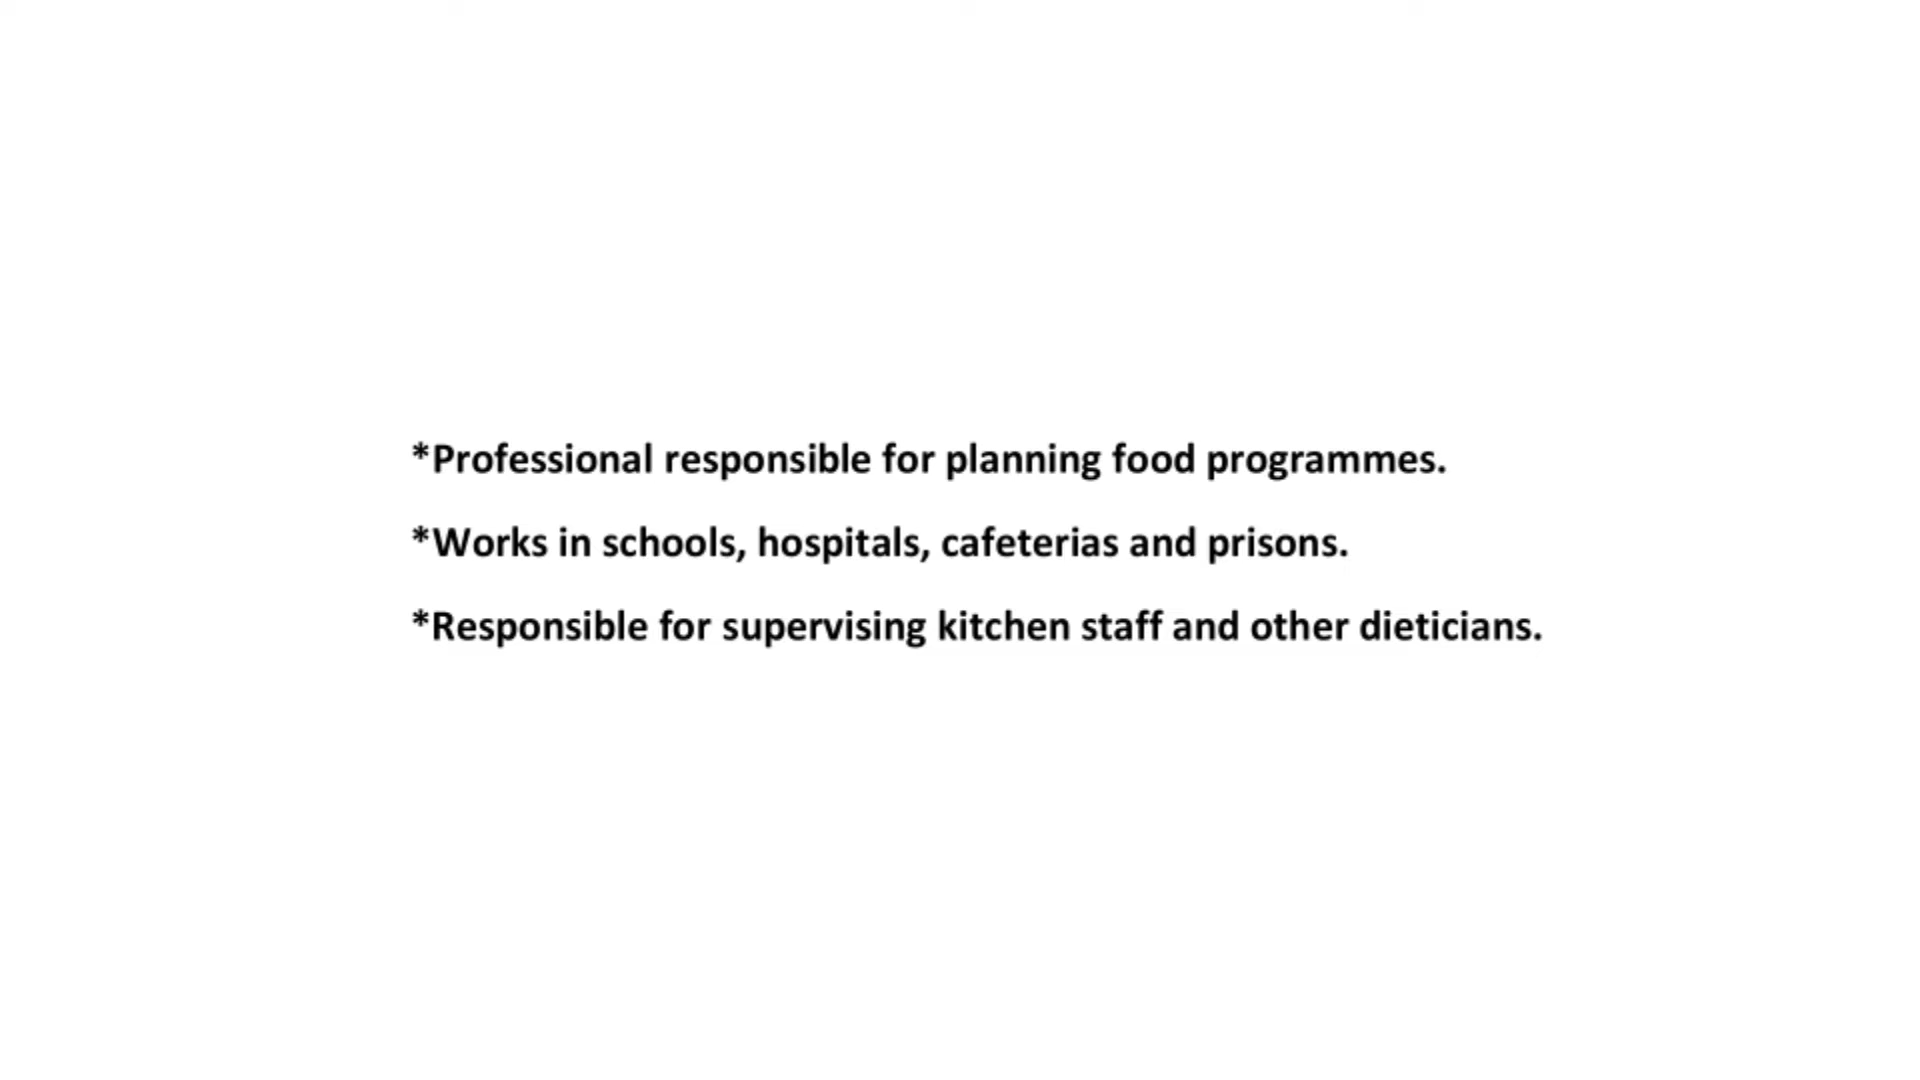 *Professional responsible for planning food programmes.
*Works in schools, hospitals, cafeterias and prisons.
*Responsible for supervising kitchen staff and other dieticians.